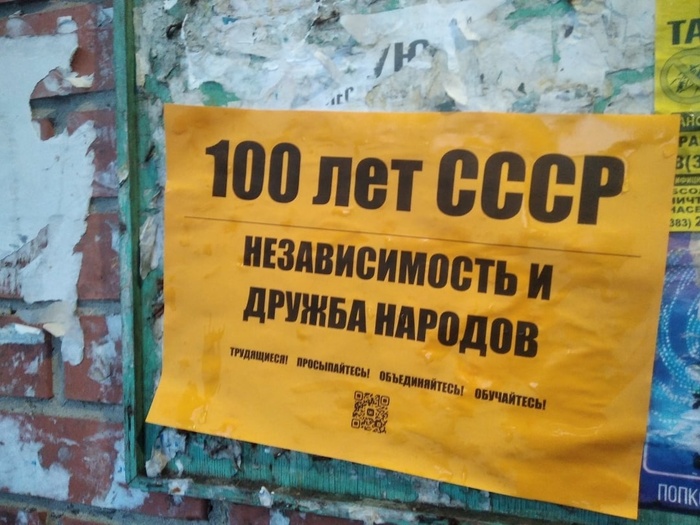 100 лет СССР
НЕЗАВИСИМОСТЬ И
ДРУЖБА НАРОДОВ
ТРУДЯЩИЕСЯ! ПРОСЫПАЙТЕСЬ! ОБЪЕДИНЯЙТЕСЬ! ОБУЧАЙТЕСЬ!